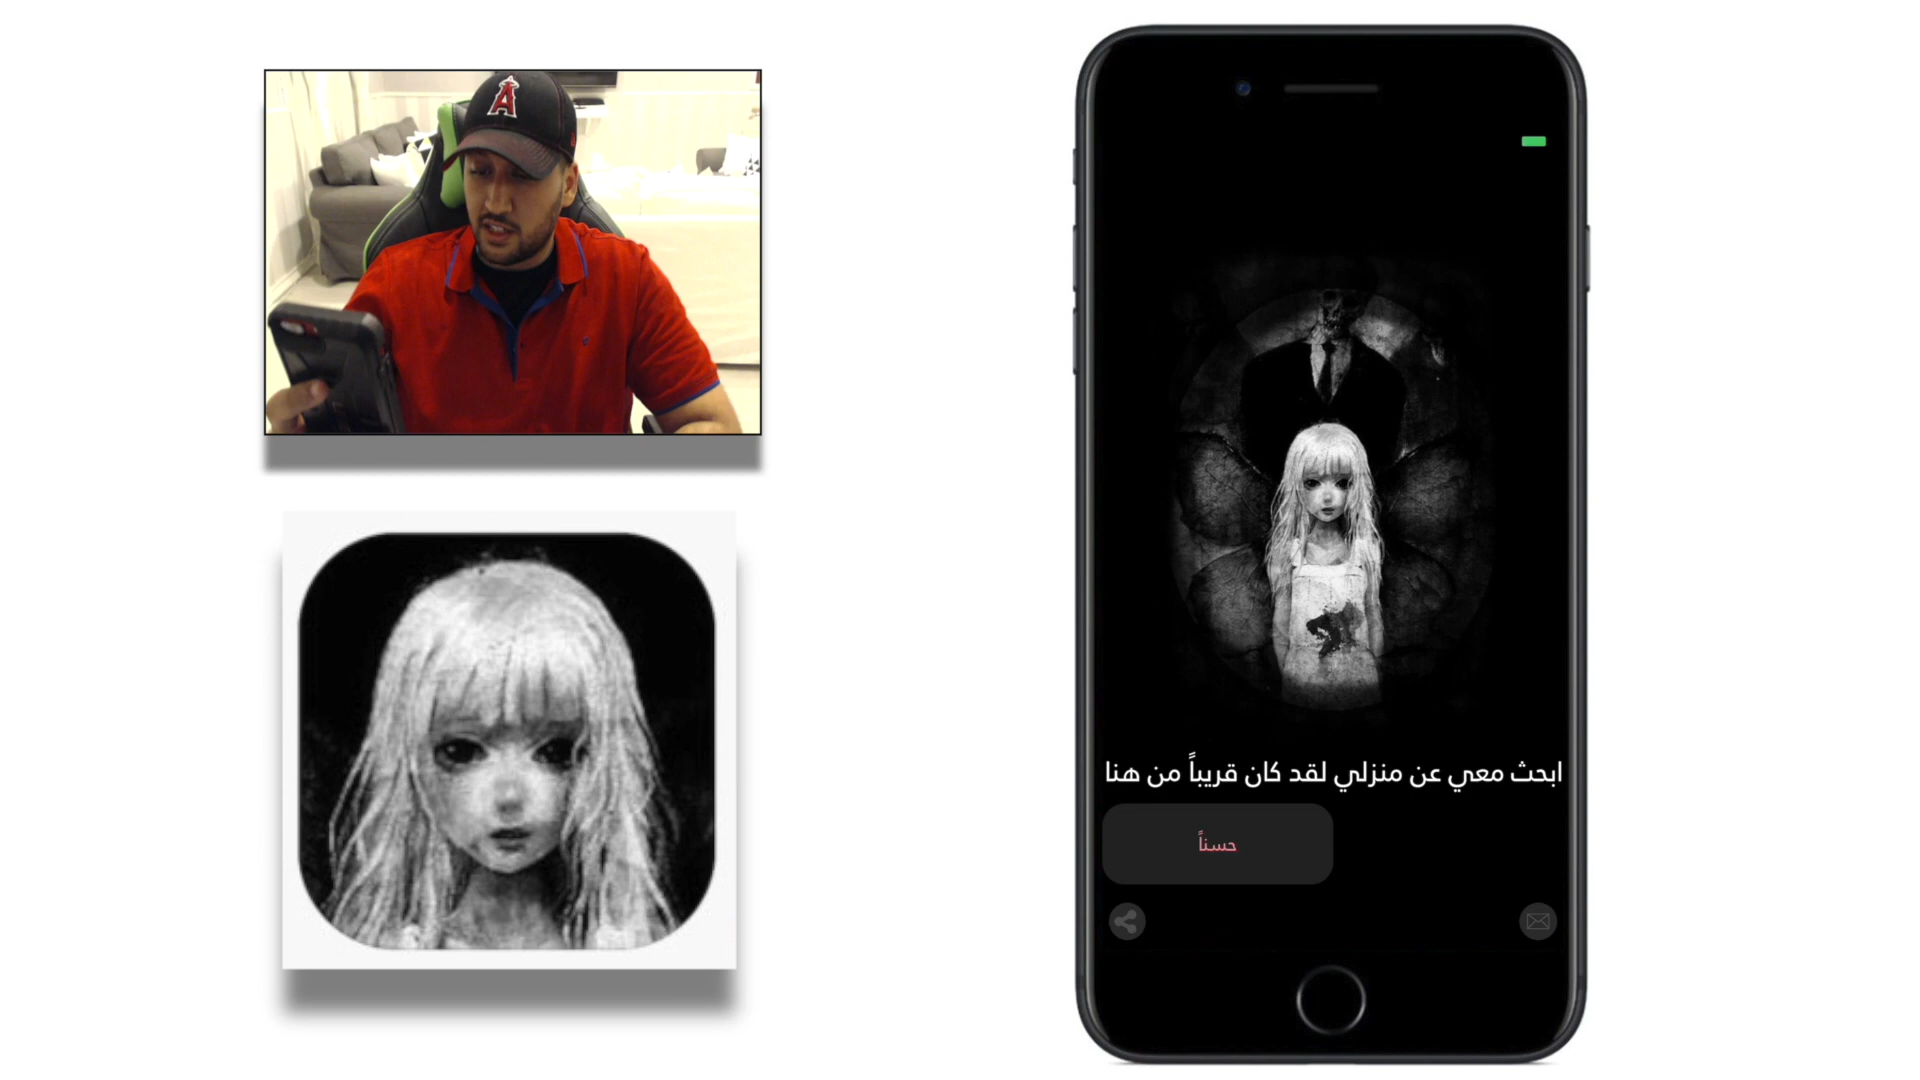 A
ابحث معي عن منزلي لقد كان قريباً من هنا
حسناً